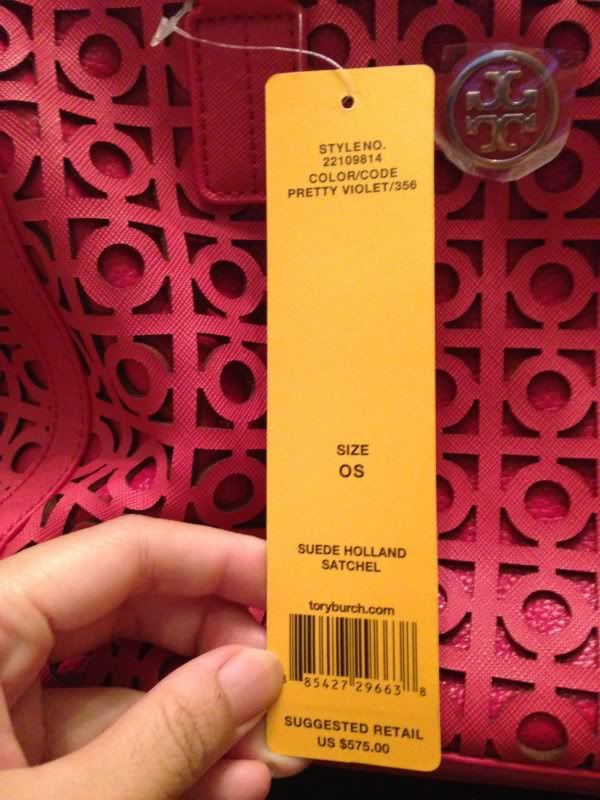 STYLE NO.
22109814
COLOR/CODE
PRETTY VIOLET/356
SIZE
OS
SUEDE HOLLAND
SATCHEL
toryburch.com
85427 29663 8
SUGGESTED RETAIL
US $575.00